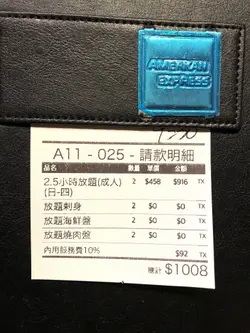 AMERICAN
EXPRESS
A11 - 025 - 請款明細
品名 數量 單價 金額
2.5小時放題(成人) 2 $458 $916 TX
(日-四)
放題刺身 2 $0 $0 TX
放題海鮮盤 2 $0 $0 TX
放題燒肉盤 2 $0 $0 TX
內用服務費10% $92 TX
總計 $1008